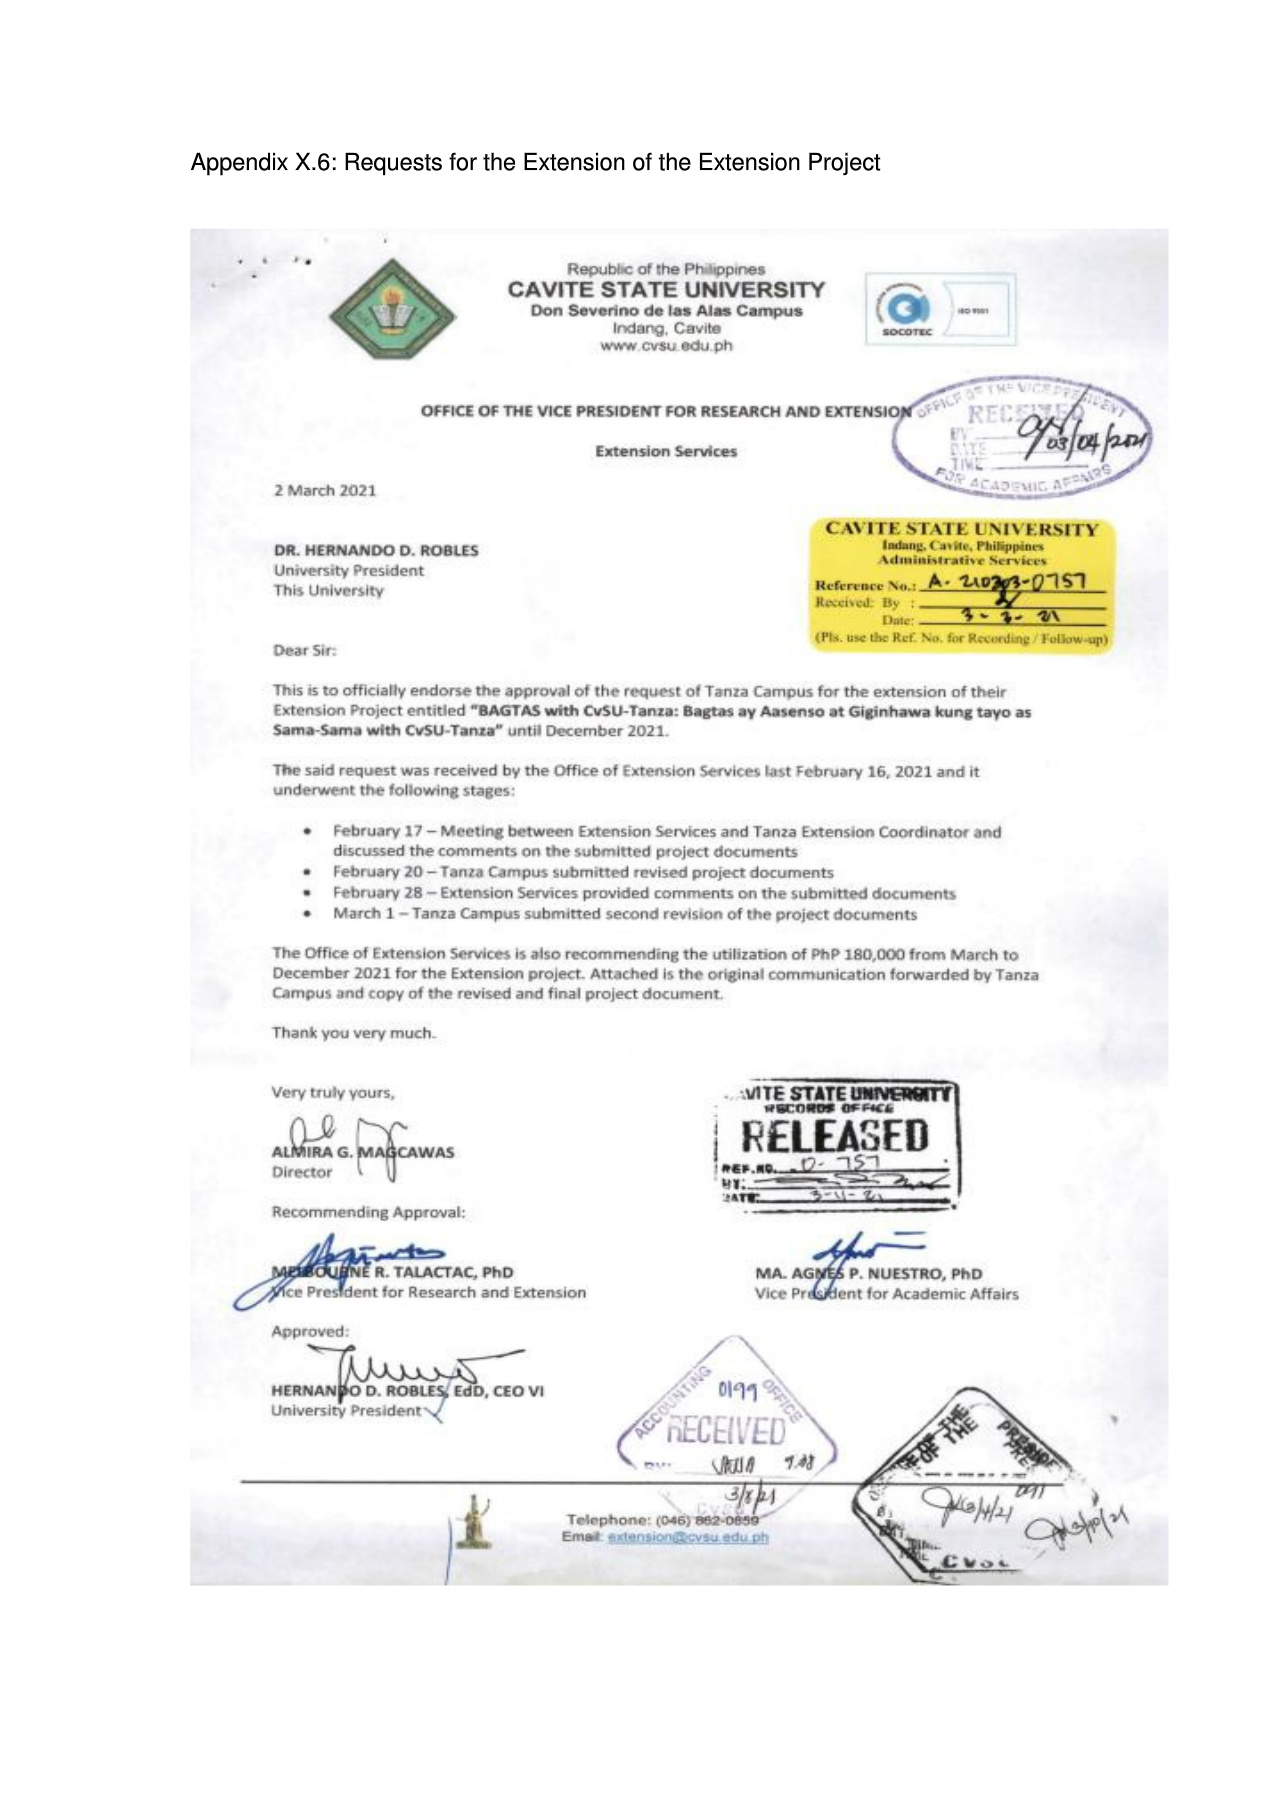 Appendix X.6: Requests for the Extension of the Extension Project
Republic of the Philippines
CAVITE STATE UNIVERSITY
Don Severino de las Alas Campus
Indang, Cavite
www.cvsu.edu.ph
SOCOTEC
ISO 9001
OFFICE OF THE VICE PRESIDENT FOR RESEARCH AND EXTENSION
Extension Services
OFFICE OF THE VICE PRESIDENT
RECEIVED
BY
DATE 03/04/2021
TIME
FOR ACADEMIC AFFAIRS
2 March 2021
CAVITE STATE UNIVERSITY
Indang, Cavite, Philippines
Administrative Services
Reference No.: A- 210303-0757
Received: By :
Date: 3- 3- 21
(Pls. use the Ref. No. for Recording / Follow-up)
DR. HERNANDO D. ROBLES
University President
This University
Dear Sir:
This is to officially endorse the approval of the request of Tanza Campus for the extension of their
Extension Project entitled "BAGTAS with CvSU-Tanza: Bagtas ay Aasenso at Giginhawa kung tayo as
Sama-Sama with CvSU-Tanza" until December 2021.
The said request was received by the Office of Extension Services last February 16, 2021 and it
underwent the following stages:
• February 17 – Meeting between Extension Services and Tanza Extension Coordinator and
discussed the comments on the submitted project documents
• February 20 – Tanza Campus submitted revised project documents
• February 28 – Extension Services provided comments on the submitted documents
• March 1 – Tanza Campus submitted second revision of the project documents
The Office of Extension Services is also recommending the utilization of PhP 180,000 from March to
December 2021 for the Extension project. Attached is the original communication forwarded by Tanza
Campus and copy of the revised and final project document.
Thank you very much.
Very truly yours,
ALMIRA G. MAGCAWAS
Director
VITE STATE UNIVERSITY
RECORDS OFFICE
RELEASED
REF.NO. 0- 757
BY:
DATE: 3-11-21
Recommending Approval:
MELBOURNE R. TALACTAC, PhD
Vice President for Research and Extension
MA. AGNES P. NUESTRO, PhD
Vice President for Academic Affairs
Approved:
HERNANDO D. ROBLES, EdD, CEO VI
University President
ACCOUNTING OFFICE
0199
RECEIVED
BY:
3/8/21
CVSU
OF THE PRESIDE
3/4/21
3/10/21
Telephone: (046) 862-0859
Email: extension@cvsu.edu.ph